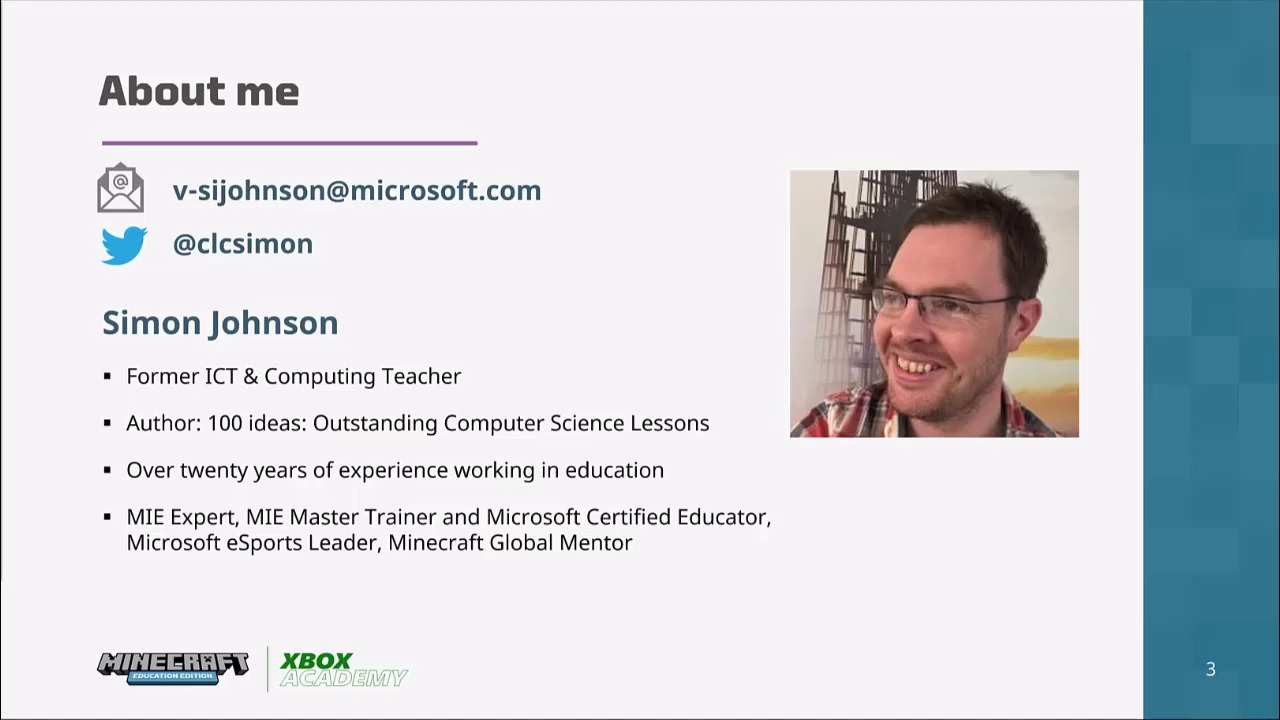 About me
@
v-sijohnson@microsoft.com
@clcsimon
Simon Johnson
▪ Former ICT & Computing Teacher
▪ Author: 100 ideas: Outstanding Computer Science Lessons
▪ Over twenty years of experience working in education
▪ MIE Expert, MIE Master Trainer and Microsoft Certified Educator,
Microsoft eSports Leader, Minecraft Global Mentor
MINECRAFT
EDUCATION EDITION
XBOX
ACADEMY
3